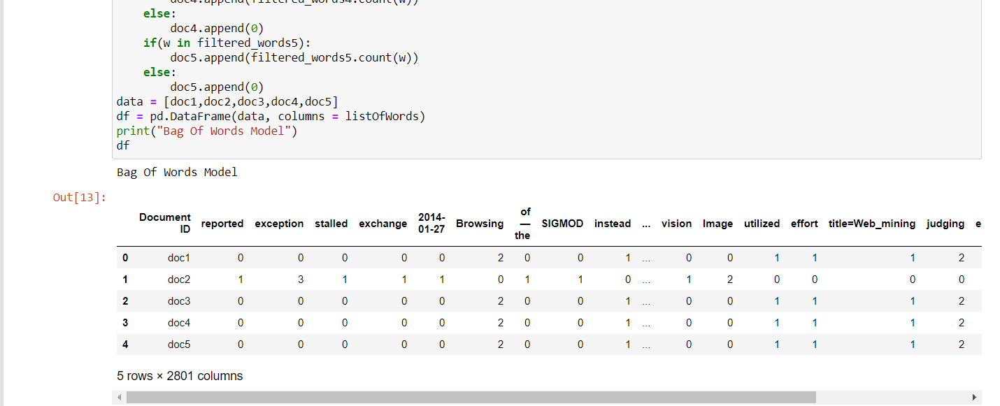 doc4.append(filtered_words4.count(w))
    else:
        doc4.append(0)
    if(w in filtered_words5):
        doc5.append(filtered_words5.count(w))
    else:
        doc5.append(0)
data = [doc1,doc2,doc3,doc4,doc5]
df = pd.DataFrame(data, columns = listOfWords)
print("Bag Of Words Model")
df
Bag Of Words Model
Out[13]:
Document ID reported exception stalled exchange 2014-01-27 Browsing of — the SIGMOD instead ... vision Image utilized effort title=Web_mining judging e
0 doc1 0 0 0 0 0 2 0 0 1 ... 0 0 1 1 1 2
1 doc2 1 3 1 1 1 0 1 1 0 ... 1 2 0 0 0 0
2 doc3 0 0 0 0 0 2 0 0 1 ... 0 0 1 1 1 2
3 doc4 0 0 0 0 0 2 0 0 1 ... 0 0 1 1 1 2
4 doc5 0 0 0 0 0 2 0 0 1 ... 0 0 1 1 1 2
5 rows × 2801 columns